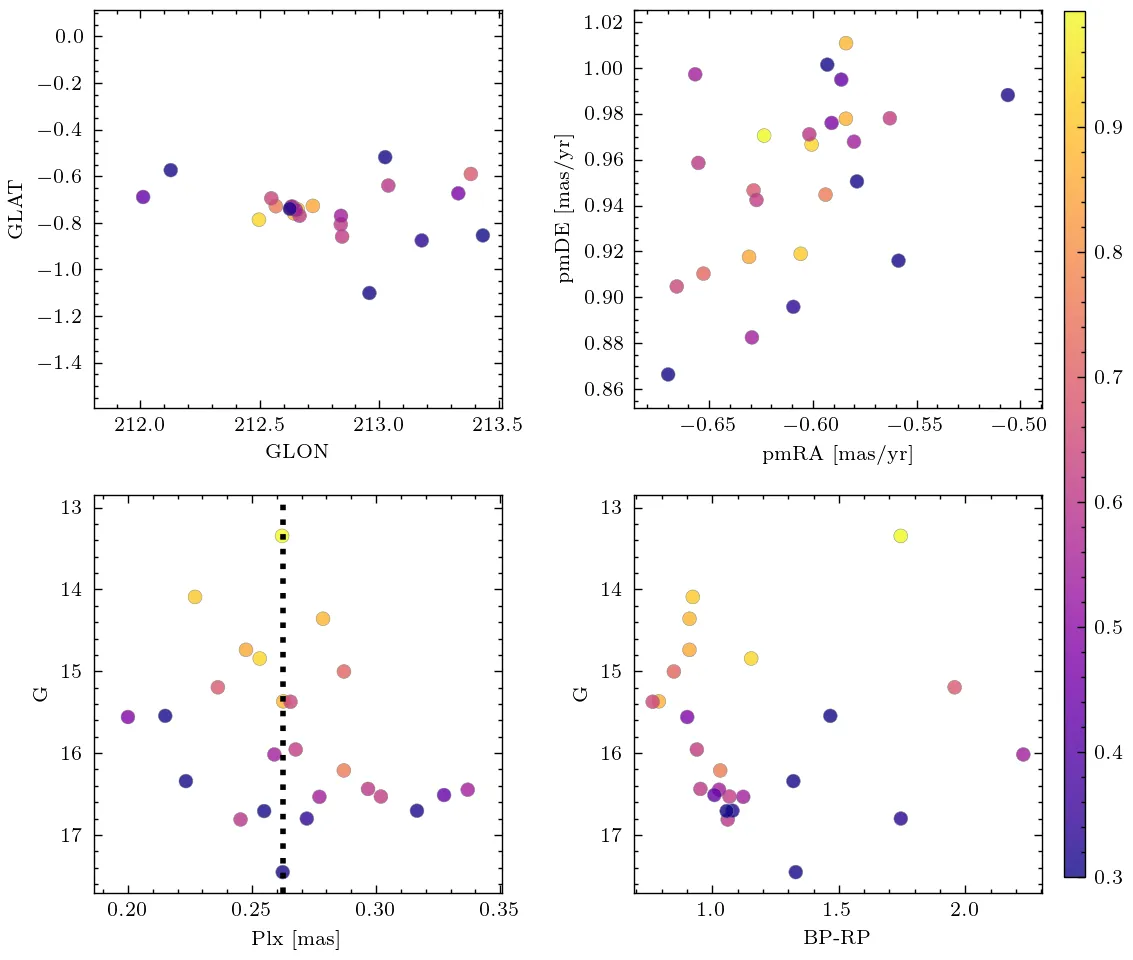 0.0
−0.2
−0.4
−0.6
−0.8
−1.0
−1.2
−1.4
GLAT
212.0 212.5 213.0 213.5
GLON
1.02
1.00
0.98
0.96
0.94
0.92
0.90
0.88
0.86
pmDE [mas/yr]
−0.65 −0.60 −0.55 −0.50
pmRA [mas/yr]
13
14
15
16
17
G
0.20 0.25 0.30 0.35
Plx [mas]
13
14
15
16
17
G
1.0 1.5 2.0
BP-RP
0.9
0.8
0.7
0.6
0.5
0.4
0.3